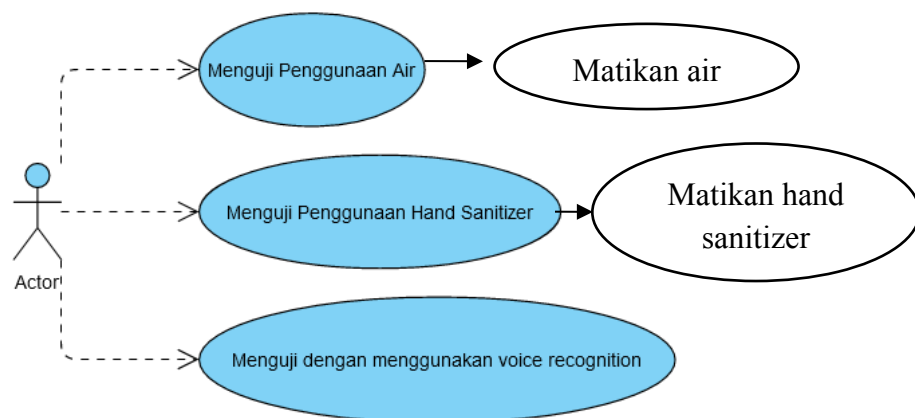 Menguji Penggunaan Air
Matikan air
Menguji Penggunaan Hand Sanitizer
Matikan hand
sanitizer
Actor
Menguji dengan menggunakan voice recognition